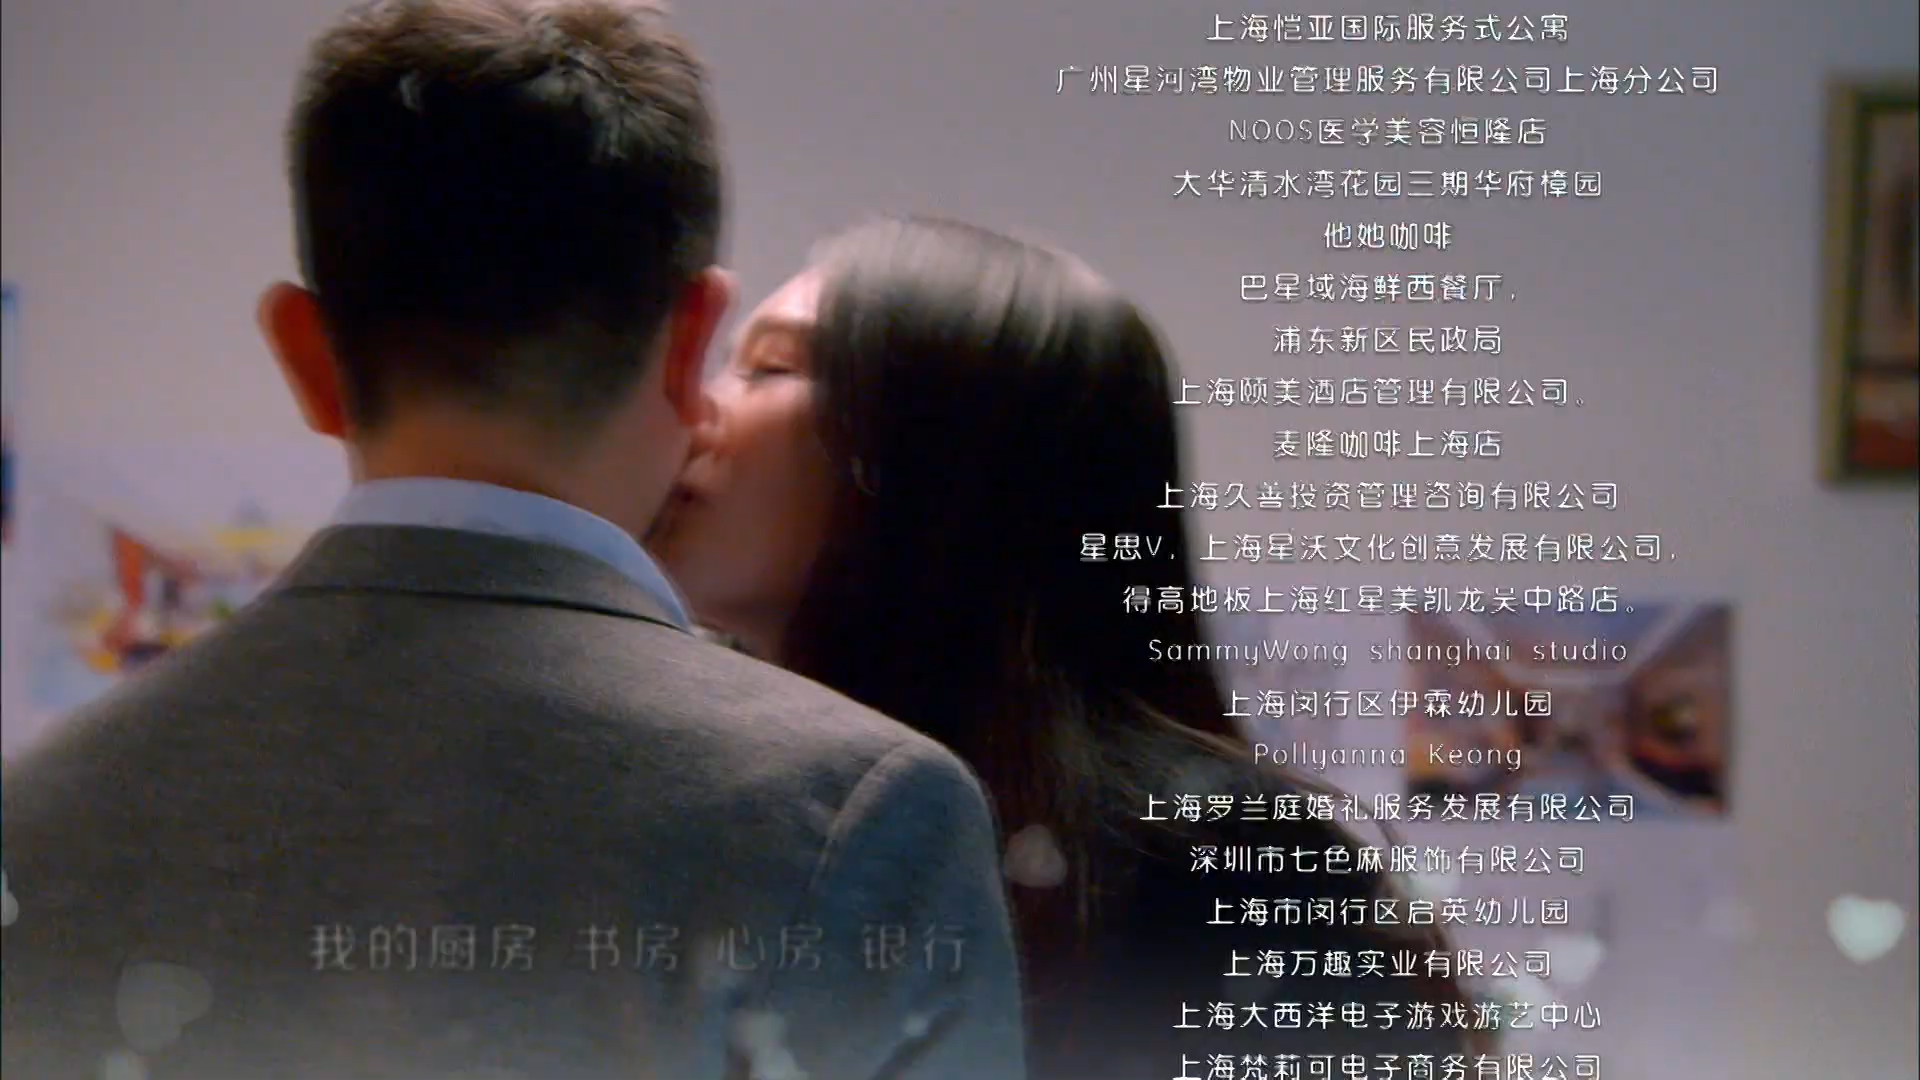 上海恺亚国际服务式公寓
广州星河湾物业管理服务有限公司上海分公司
NOOS医学美容恒隆店
大华清水湾花园三期华府樟园
他她咖啡
巴星域海鲜西餐厅，
浦东新区民政局
上海颐美酒店管理有限公司。
麦隆咖啡上海店
上海久善投资管理咨询有限公司
星思V，上海星沃文化创意发展有限公司，
得高地板上海红星美凯龙吴中路店。
SammyWong shanghai studio
上海闵行区伊霖幼儿园
Pollyanna Keong
上海罗兰庭婚礼服务发展有限公司
深圳市七色麻服饰有限公司
上海市闵行区启英幼儿园
上海万趣实业有限公司
上海大西洋电子游戏游艺中心
上海梵莉可电子商务有限公司
我的厨房 书房 心房 银行